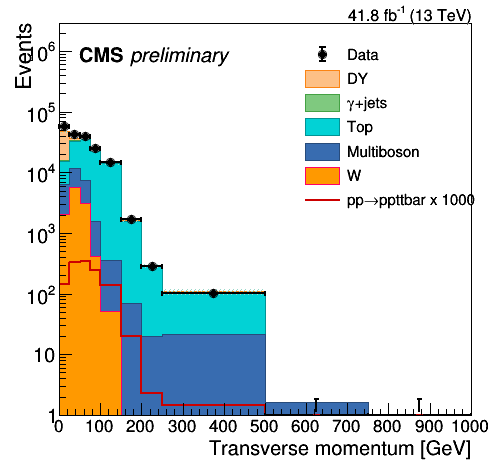 41.8 fb⁻¹ (13 TeV)
Events
CMS preliminary
Data
DY
γ+jets
Top
Multiboson
W
pp→ppttbar x 1000
10⁶
10⁵
10⁴
10³
10²
10
1
0 100 200 300 400 500 600 700 800 900 1000
Transverse momentum [GeV]